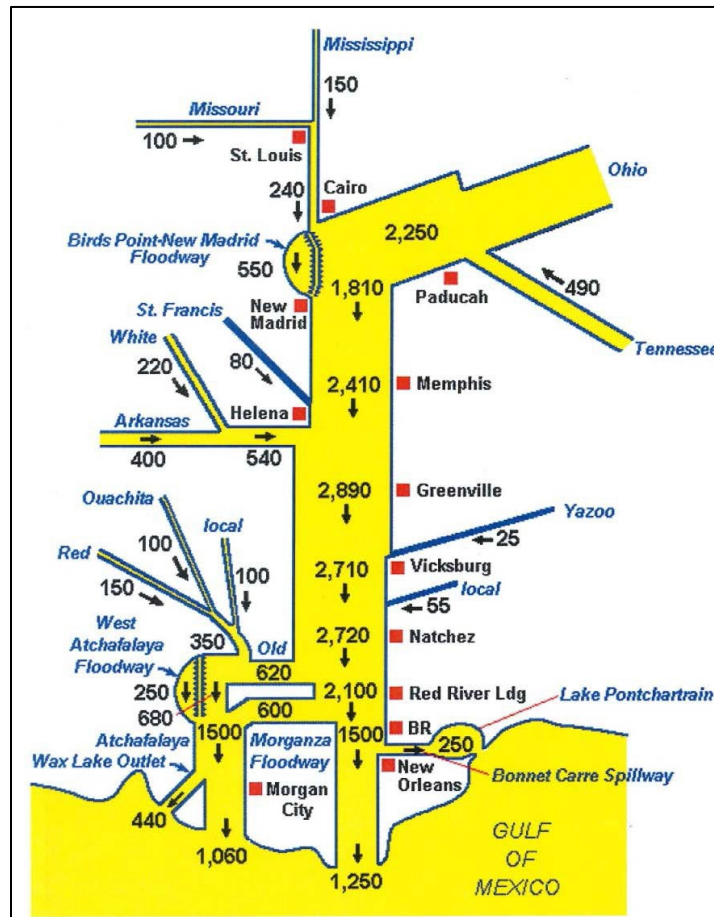 Mississippi
150
Missouri
100
St. Louis
240
Cairo
Ohio
2,250
Birds Point-New Madrid
Floodway
550
1,810
Paducah
490
New
Madrid
St. Francis
Tennessee
White
220
80
2,410
Memphis
Helena
Arkansas
400
540
2,890
Greenville
Ouachita
local
Yazoo
Red
100
25
150
100
2,710
Vicksburg
local
55
West
Atchafalaya
Floodway
350
Old
2,720
Natchez
620
250
680
2,100
Red River Ldg
Lake Pontchartrain
600
BR
Atchafalaya
Wax Lake Outlet
1500
Morganza
Floodway
1500
250
New
Orleans
Bonnet Carre Spillway
Morgan
City
440
1,060
1,250
GULF
OF
MEXICO